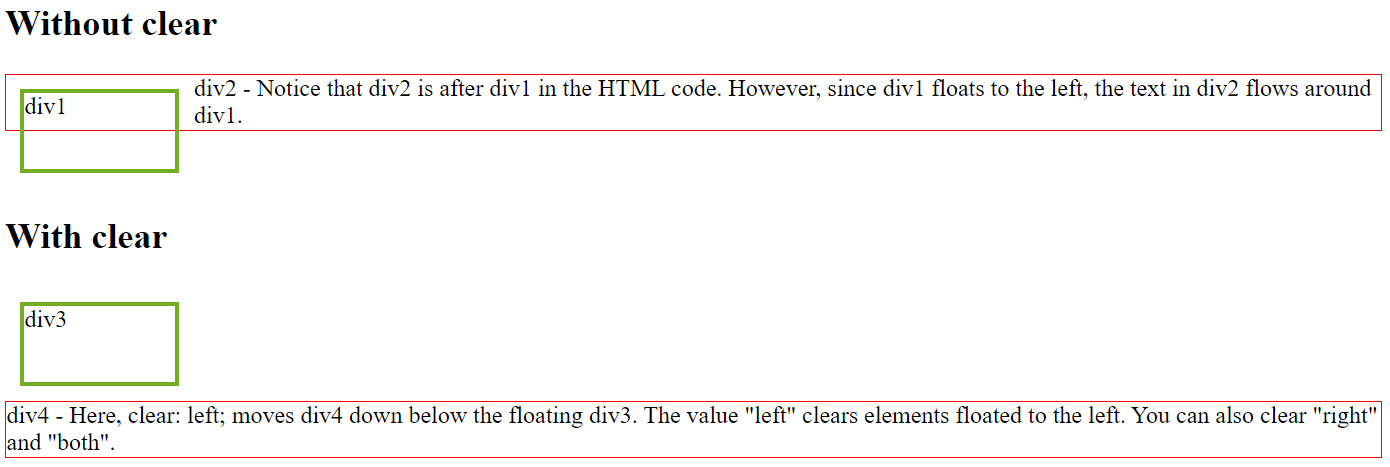 Without clear
div1
div2 - Notice that div2 is after div1 in the HTML code. However, since div1 floats to the left, the text in div2 flows around
div1.
With clear
div3
div4 - Here, clear: left; moves div4 down below the floating div3. The value "left" clears elements floated to the left. You can also clear "right"
and "both".